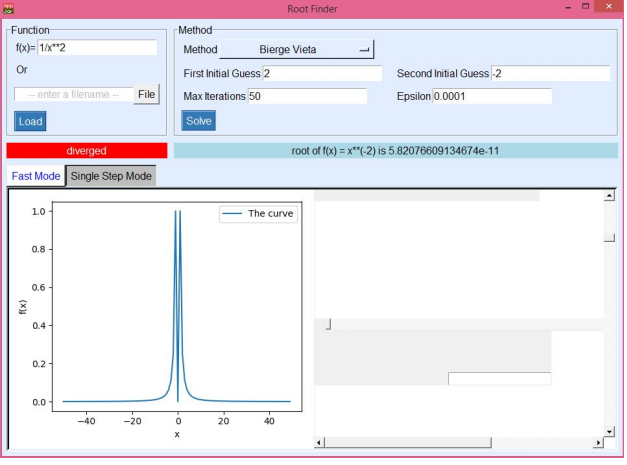 Root Finder
Function
f(x)= 1/x**2
Or
-- enter a filename -- File
Load
Method
Method Bierge Vieta
First Initial Guess 2 Second Initial Guess -2
Max Iterations 50 Epsilon 0.0001
Solve
diverged
root of f(x) = x**(-2) is 5.82076609134674e-11
Fast Mode Single Step Mode
The curve
1.0
0.8
0.6
0.4
0.2
0.0
f(x)
−40 −20 0 20 40
x